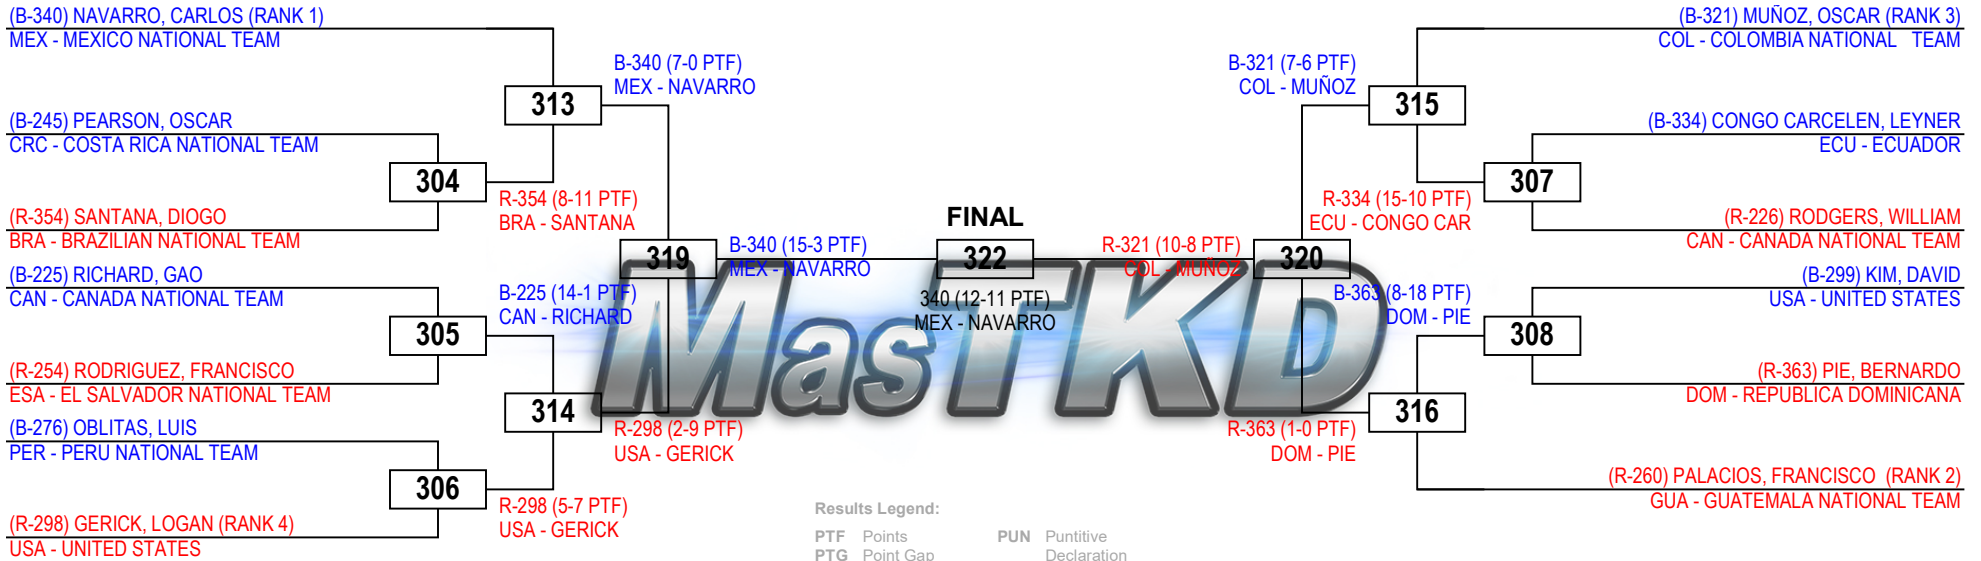 (B-340) NAVARRO, CARLOS (RANK 1)
MEX - MEXICO NATIONAL TEAM
(B-245) PEARSON, OSCAR
CRC - COSTA RICA NATIONAL TEAM
(R-354) SANTANA, DIOGO
BRA - BRAZILIAN NATIONAL TEAM
(B-225) RICHARD, GAO
CAN - CANADA NATIONAL TEAM
(R-254) RODRIGUEZ, FRANCISCO
ESA - EL SALVADOR NATIONAL TEAM
(B-276) OBLITAS, LUIS
PER - PERU NATIONAL TEAM
(R-298) GERICK, LOGAN (RANK 4)
USA - UNITED STATES
304
305
306
313
R-354 (8-11 PTF)
BRA - SANTANA
B-225 (14-1 PTF)
CAN - RICHARD
314
R-298 (5-7 PTF)
USA - GERICK
B-340 (7-0 PTF)
MEX - NAVARRO
319
R-298 (2-9 PTF)
USA - GERICK
B-340 (15-3 PTF)
MEX - NAVARRO
FINAL
322
340 (12-11 PTF)
MEX - NAVARRO
MasTKD
R-321 (10-8 PTF)
COL - MUÑOZ
320
B-321 (7-6 PTF)
COL - MUÑOZ
R-363 (1-0 PTF)
DOM - PIE
315
R-334 (15-10 PTF)
ECU - CONGO CAR
B-363 (8-18 PTF)
DOM - PIE
316
307
308
(B-321) MUÑOZ, OSCAR (RANK 3)
COL - COLOMBIA NATIONAL TEAM
(B-334) CONGO CARCELEN, LEYNER
ECU - ECUADOR
(R-226) RODGERS, WILLIAM
CAN - CANADA NATIONAL TEAM
(B-299) KIM, DAVID
USA - UNITED STATES
(R-363) PIE, BERNARDO
DOM - REPUBLICA DOMINICANA
(R-260) PALACIOS, FRANCISCO (RANK 2)
GUA - GUATEMALA NATIONAL TEAM
Results Legend:
PTF Points PUN Puntitive
PTG Point Gap Declaration